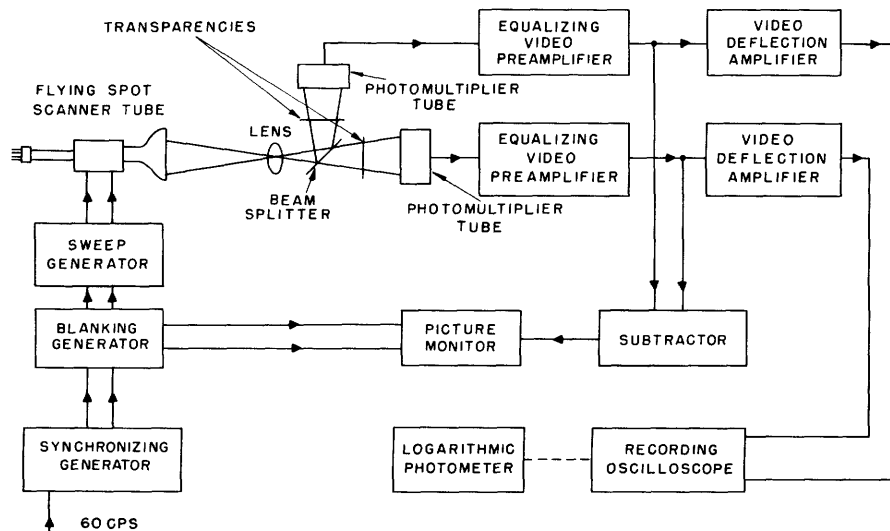 TRANSPARENCIES
EQUALIZING
VIDEO
PREAMPLIFIER
VIDEO
DEFLECTION
AMPLIFIER
PHOTOMULTIPLIER
TUBE
FLYING SPOT
SCANNER TUBE
LENS
EQUALIZING
VIDEO
PREAMPLIFIER
VIDEO
DEFLECTION
AMPLIFIER
BEAM
SPLITTER
PHOTOMULTIPLIER
TUBE
SWEEP
GENERATOR
BLANKING
GENERATOR
PICTURE
MONITOR
SUBTRACTOR
SYNCHRONIZING
GENERATOR
LOGARITHMIC
PHOTOMETER
RECORDING
OSCILLOSCOPE
60 CPS